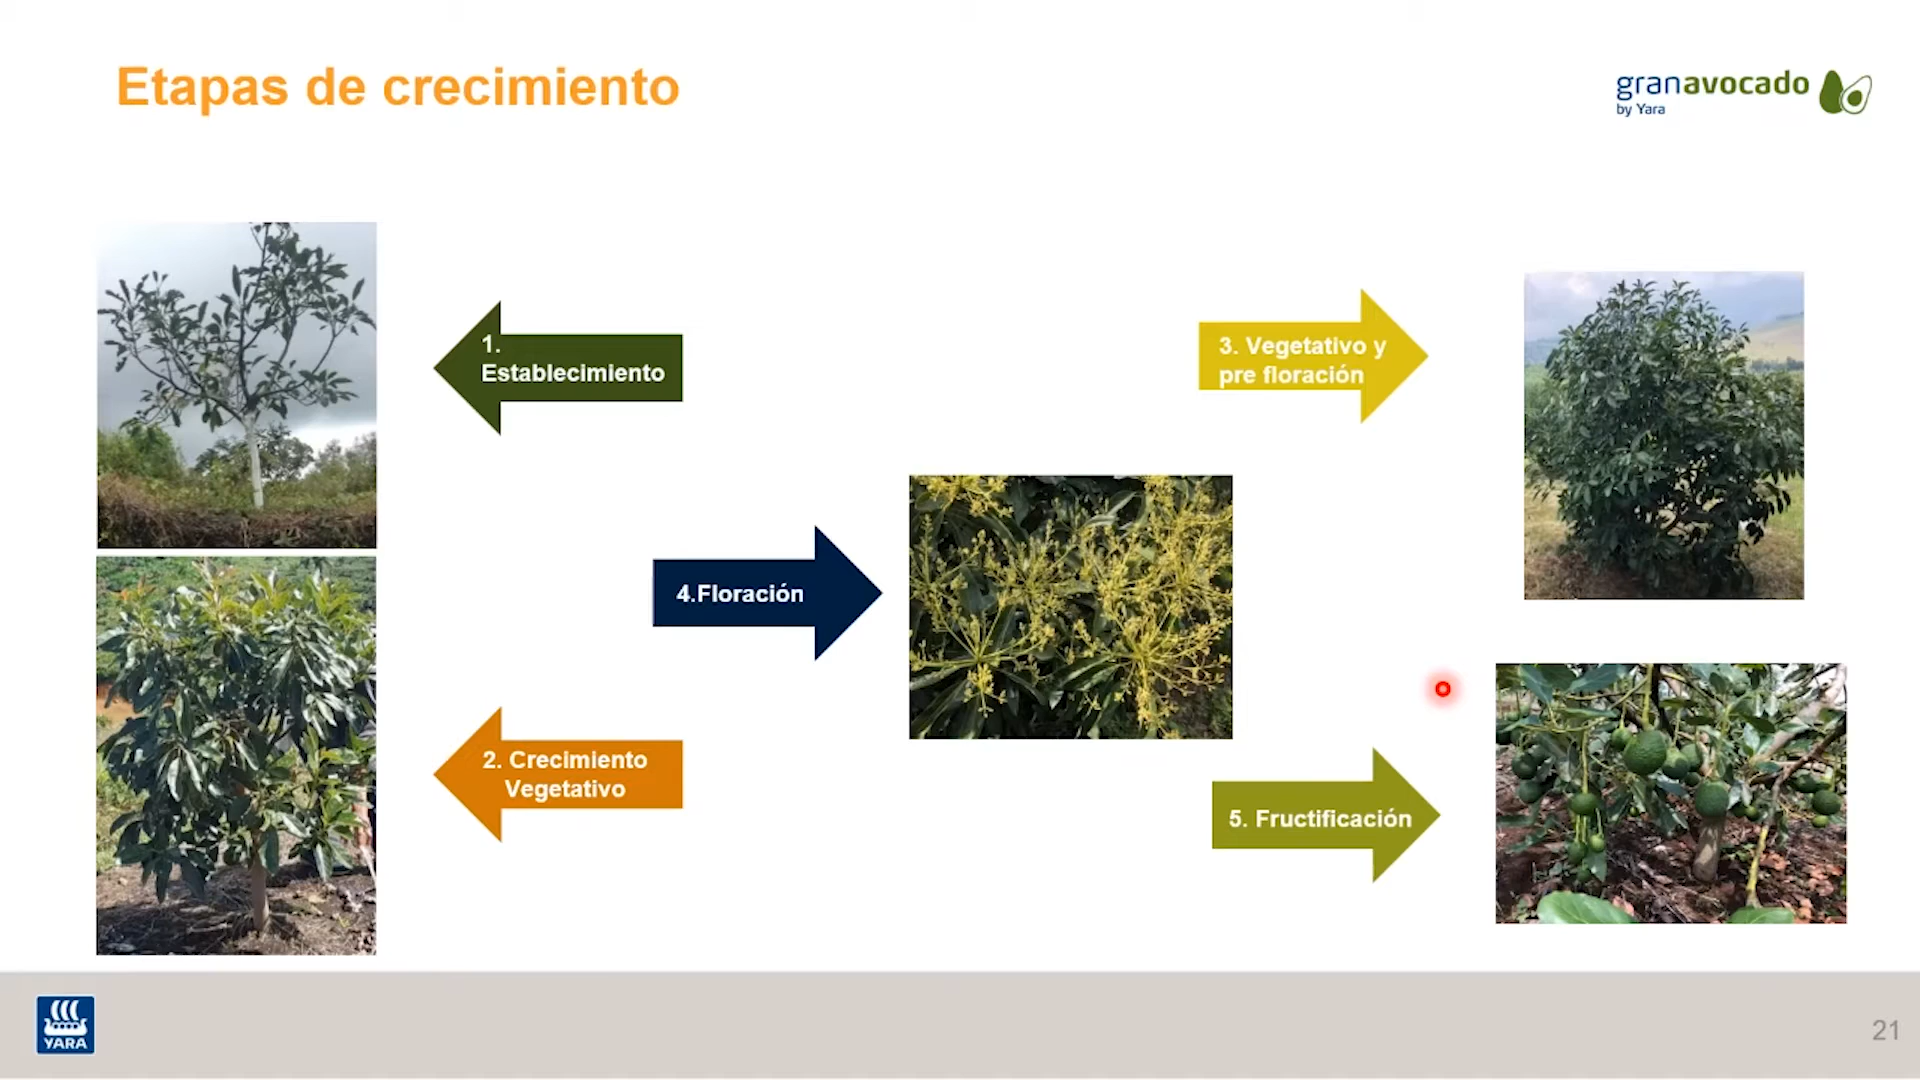 Etapas de crecimiento
granavocado
by Yara
1.
Establecimiento
3. Vegetativo y
pre floración
4.Floración
2. Crecimiento
Vegetativo
5. Fructificación
YARA
21